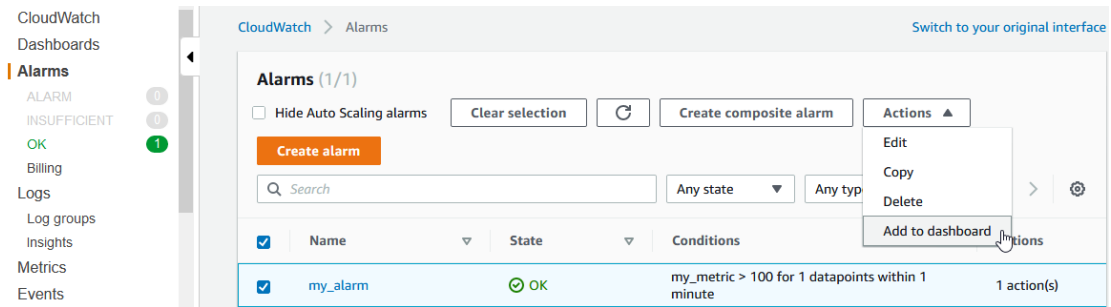 CloudWatch
Dashboards
Alarms
ALARM 0
INSUFFICIENT 0
OK 1
Billing
Logs
Log groups
Insights
Metrics
Events
CloudWatch > Alarms
Switch to your original interface
Alarms (1/1)
Hide Auto Scaling alarms
Clear selection
Create composite alarm
Actions
Edit
Copy
Delete
Add to dashboard
Create alarm
Search
Any state
Any typ
Name State Conditions tions
my_alarm
OK
my_metric > 100 for 1 datapoints within 1
minute
1 action(s)